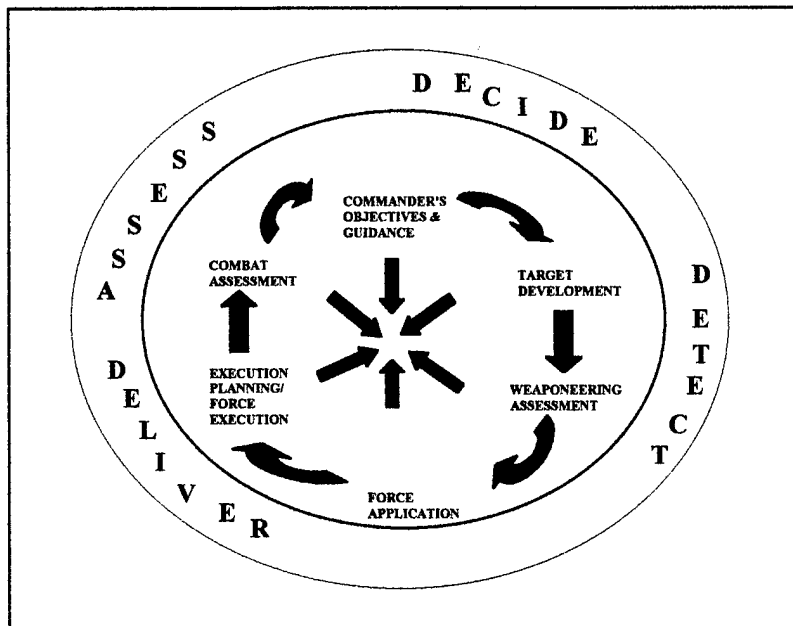 DECIDE
DETECT
DELIVER
ASSESS
COMMANDER'S
OBJECTIVES &
GUIDANCE
TARGET
DEVELOPMENT
WEAPONEERING
ASSESSMENT
FORCE
APPLICATION
EXECUTION
PLANNING/
FORCE
EXECUTION
COMBAT
ASSESSMENT